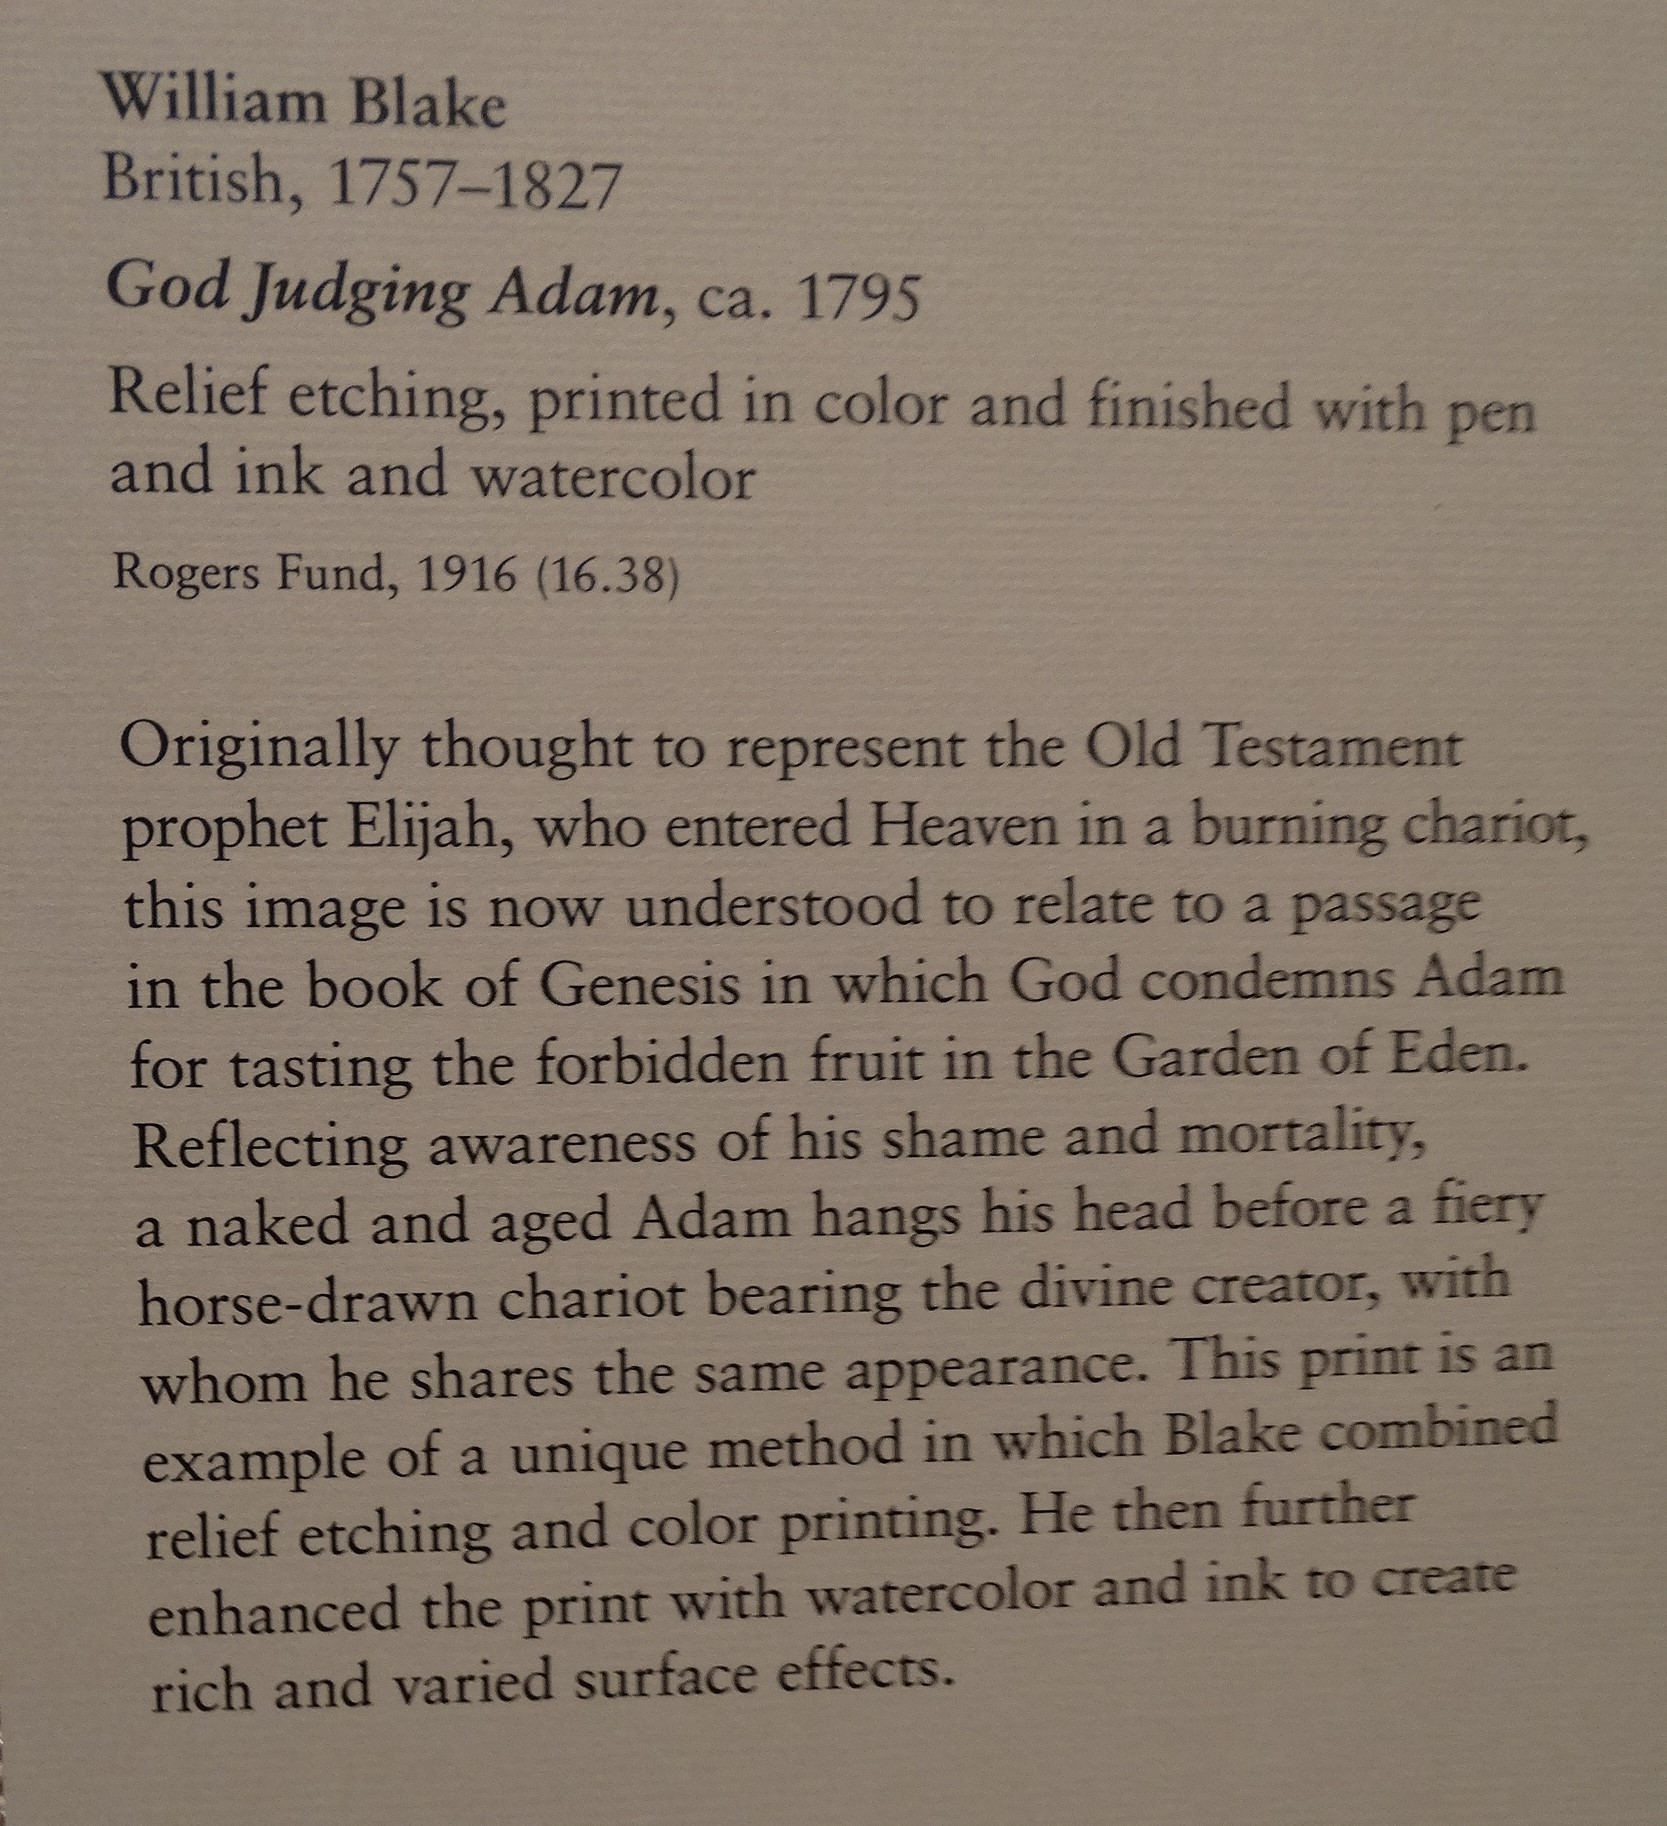 William Blake
British, 1757–1827
God Judging Adam, ca. 1795
Relief etching, printed in color and finished with pen
and ink and watercolor
Rogers Fund, 1916 (16.38)
Originally thought to represent the Old Testament
prophet Elijah, who entered Heaven in a burning chariot,
this image is now understood to relate to a passage
in the book of Genesis in which God condemns Adam
for tasting the forbidden fruit in the Garden of Eden.
Reflecting awareness of his shame and mortality,
a naked and aged Adam hangs his head before a fiery
horse-drawn chariot bearing the divine creator, with
whom he shares the same appearance. This print is an
example of a unique method in which Blake combined
relief etching and color printing. He then further
enhanced the print with watercolor and ink to create
rich and varied surface effects.